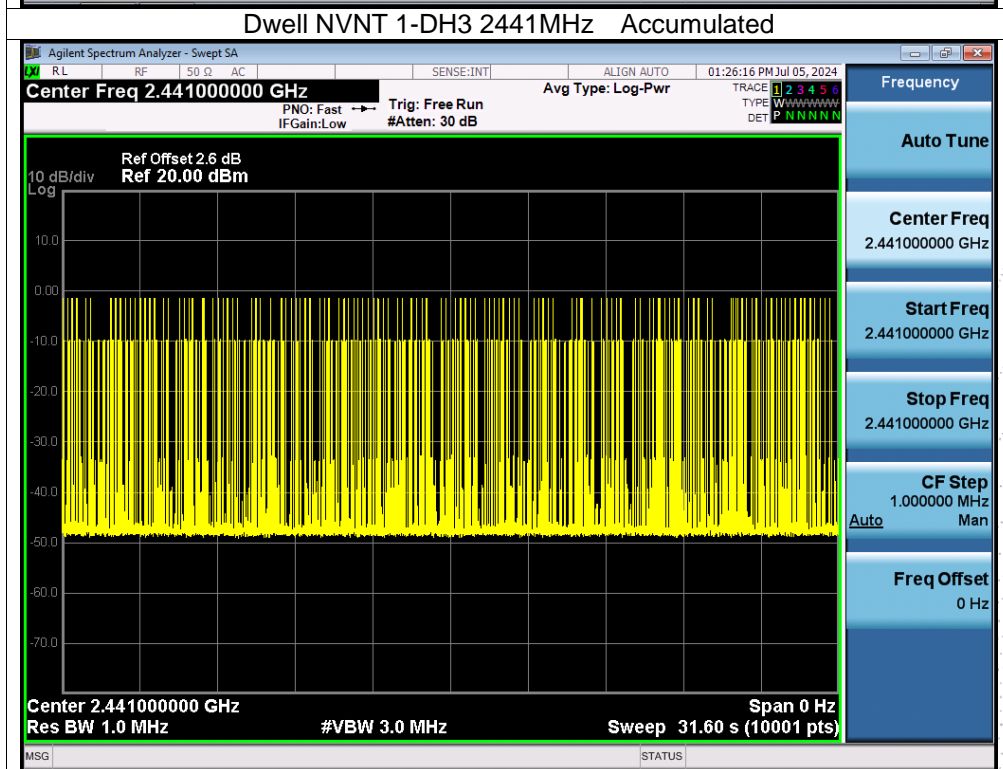 Dwell NVNT 1-DH3 2441MHz Accumulated
Agilent Spectrum Analyzer - Swept SA
LXI RL RF 50 Ω AC SENSE:INT ALIGN AUTO 01:26:16 PM Jul 05, 2024
Center Freq 2.441000000 GHz
PNO: Fast
IFGain:Low
Trig: Free Run
#Atten: 30 dB
Avg Type: Log-Pwr
TRACE 1 2 3 4 5 6
TYPE WWWWWW
DET P N N N N N
Frequency
Auto Tune
Center Freq
2.441000000 GHz
Start Freq
2.441000000 GHz
Stop Freq
2.441000000 GHz
CF Step
1.000000 MHz
Auto Man
Freq Offset
0 Hz
Ref Offset 2.6 dB
10 dB/div Ref 20.00 dBm
Log
10.0
0.00
-10.0
-20.0
-30.0
-40.0
-50.0
-60.0
-70.0
Center 2.441000000 GHz Span 0 Hz
Res BW 1.0 MHz #VBW 3.0 MHz Sweep 31.60 s (10001 pts)
MSG STATUS